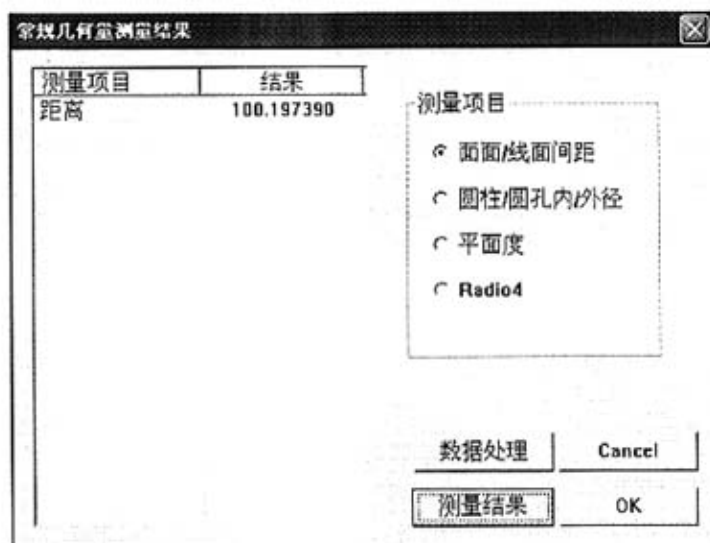 常规几何量测量结果
测量项目 结果
距离 100.197390
测量项目
面面/线面间距
圆柱/圆孔内/外径
平面度
Radio4
数据处理 Cancel
测量结果 OK